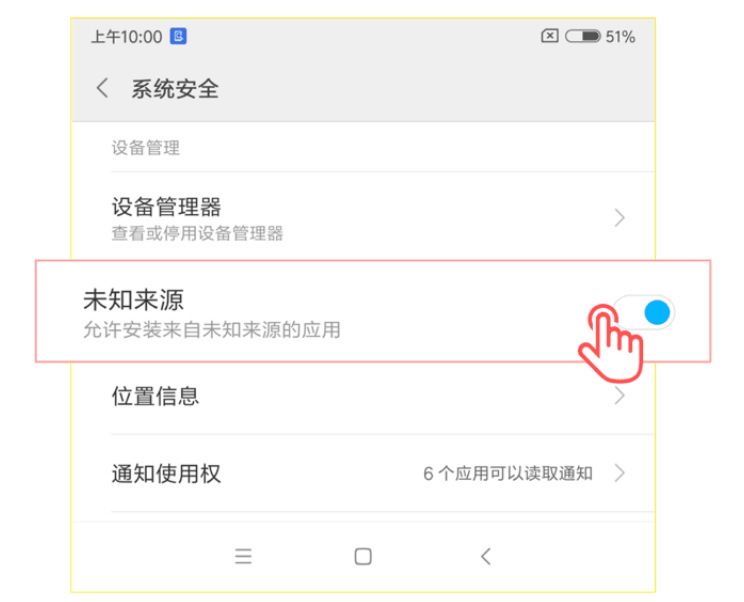 上午10:00
51%
系统安全
设备管理
设备管理器
查看或停用设备管理器
未知来源
允许安装来自未知来源的应用
位置信息
通知使用权
6 个应用可以读取通知